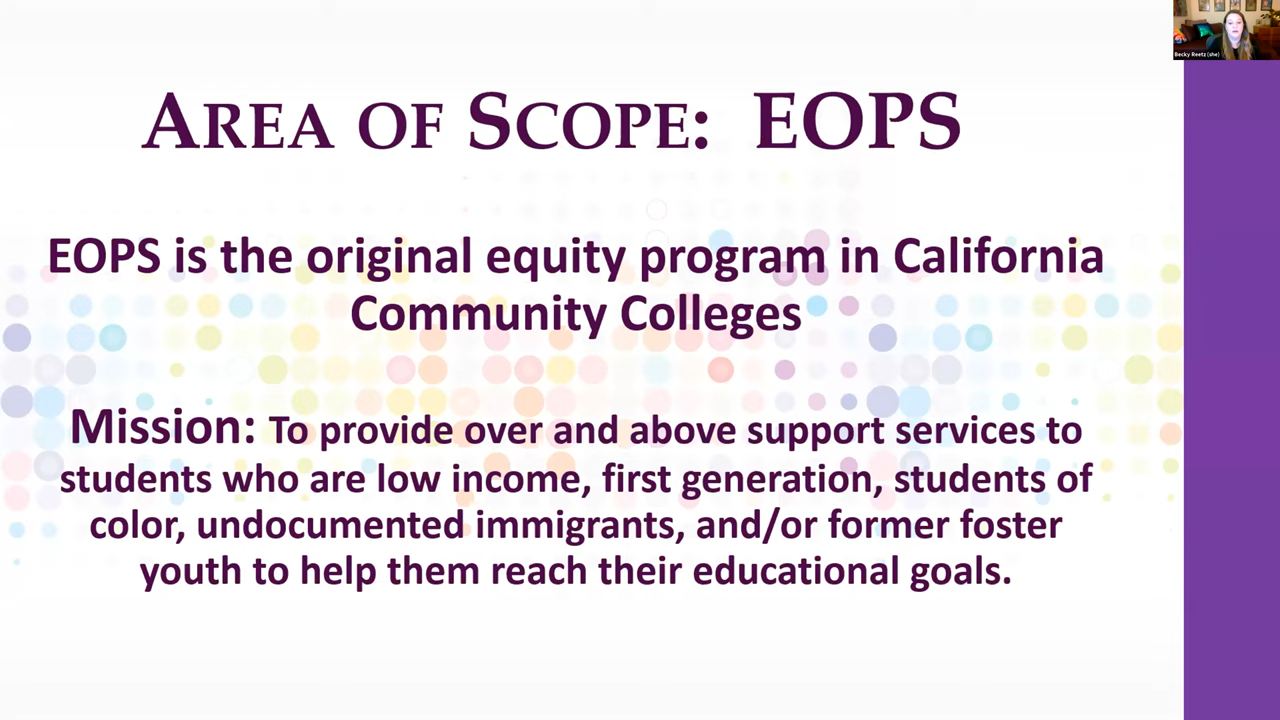 Becky Reetz (she)
AREA OF SCOPE: EOPS
EOPS is the original equity program in California
Community Colleges
Mission: To provide over and above support services to
students who are low income, first generation, students of
color, undocumented immigrants, and/or former foster
youth to help them reach their educational goals.